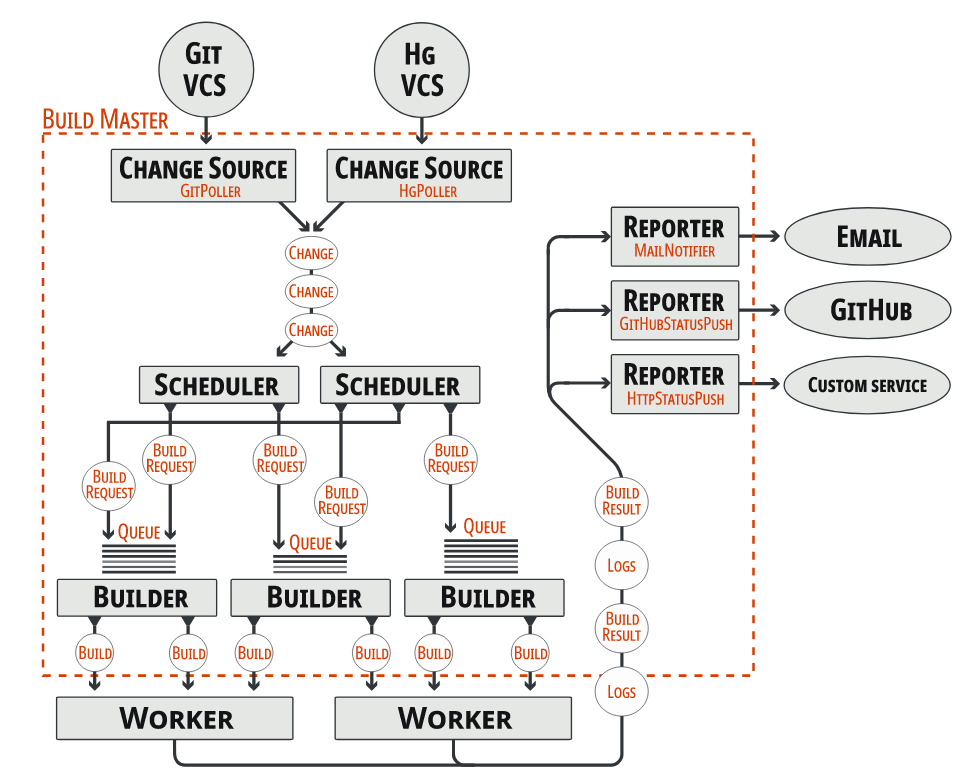 Git
VCS
Hg
VCS
Build Master
Change Source
GitPoller
Change Source
HgPoller
Change
Change
Change
Scheduler
Scheduler
Build
Request
Build
Request
Build
Request
Build
Request
Build
Request
Queue
Queue
Queue
Builder
Builder
Builder
Build
Build
Build
Build
Build
Build
Worker
Worker
Reporter
MailNotifier
Email
Reporter
GitHubStatusPush
GitHub
Reporter
HttpStatusPush
Custom service
Build
Result
Logs
Build
Result
Logs